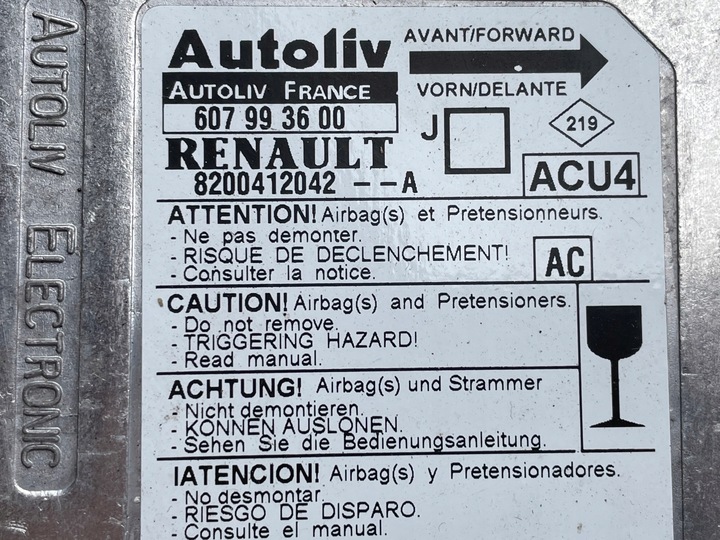 AUTOLIV ELECTRONIC
Autoliv
AVANT/FORWARD
VORN/DELANTE
AUTOLIV FRANCE
607 99 36 00
J
219
RENAULT
8200412042 --A
ACU4
ATTENTION! Airbag(s) et Pretensionneurs.
- Ne pas demonter.
- RISQUE DE DECLENCHEMENT!
- Consulter la notice.
AC
CAUTION! Airbag(s) and Pretensioners.
- Do not remove.
- TRIGGERING HAZARD!
- Read manual.
ACHTUNG! Airbag(s) und Strammer
- Nicht demontieren.
- KONNEN AUSLONEN.
- Sehen Sie die Bedienungsanleitung.
IATENCION! Airbag(s) y Pretensionadores.
- No desmontar.
- RIESGO DE DISPARO.
- Consulte el manual.